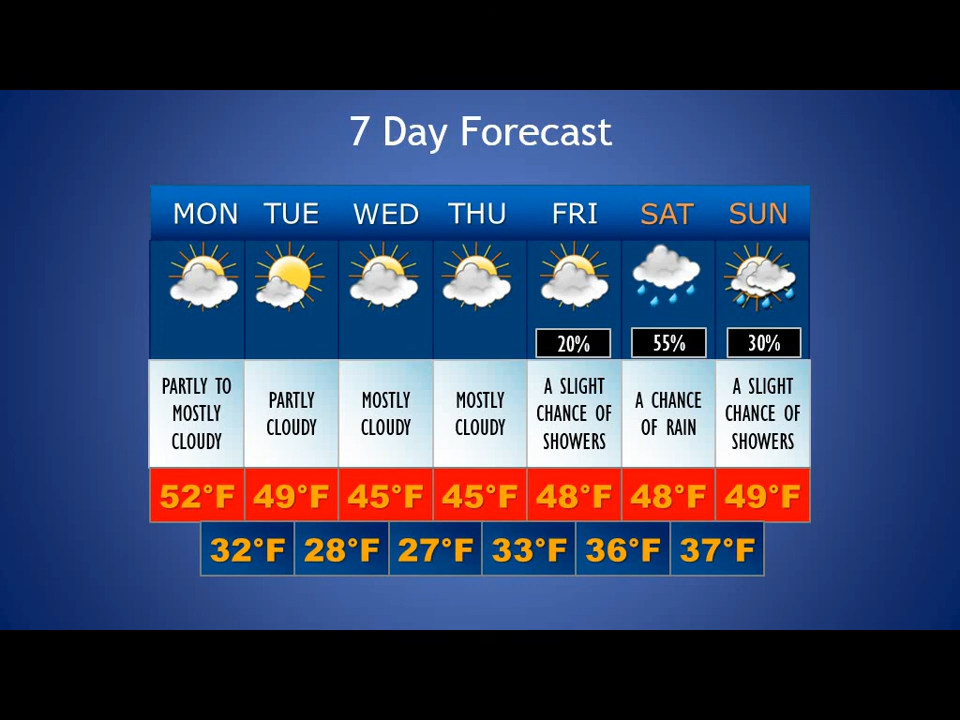 7 Day Forecast
MON TUE WED THU FRI SAT SUN
20% 55% 30%
PARTLY TO
MOSTLY
CLOUDY
PARTLY
CLOUDY
MOSTLY
CLOUDY
MOSTLY
CLOUDY
A SLIGHT
CHANCE OF
SHOWERS
A CHANCE
OF RAIN
A SLIGHT
CHANCE OF
SHOWERS
52°F 49°F 45°F 45°F 48°F 48°F 49°F
32°F 28°F 27°F 33°F 36°F 37°F